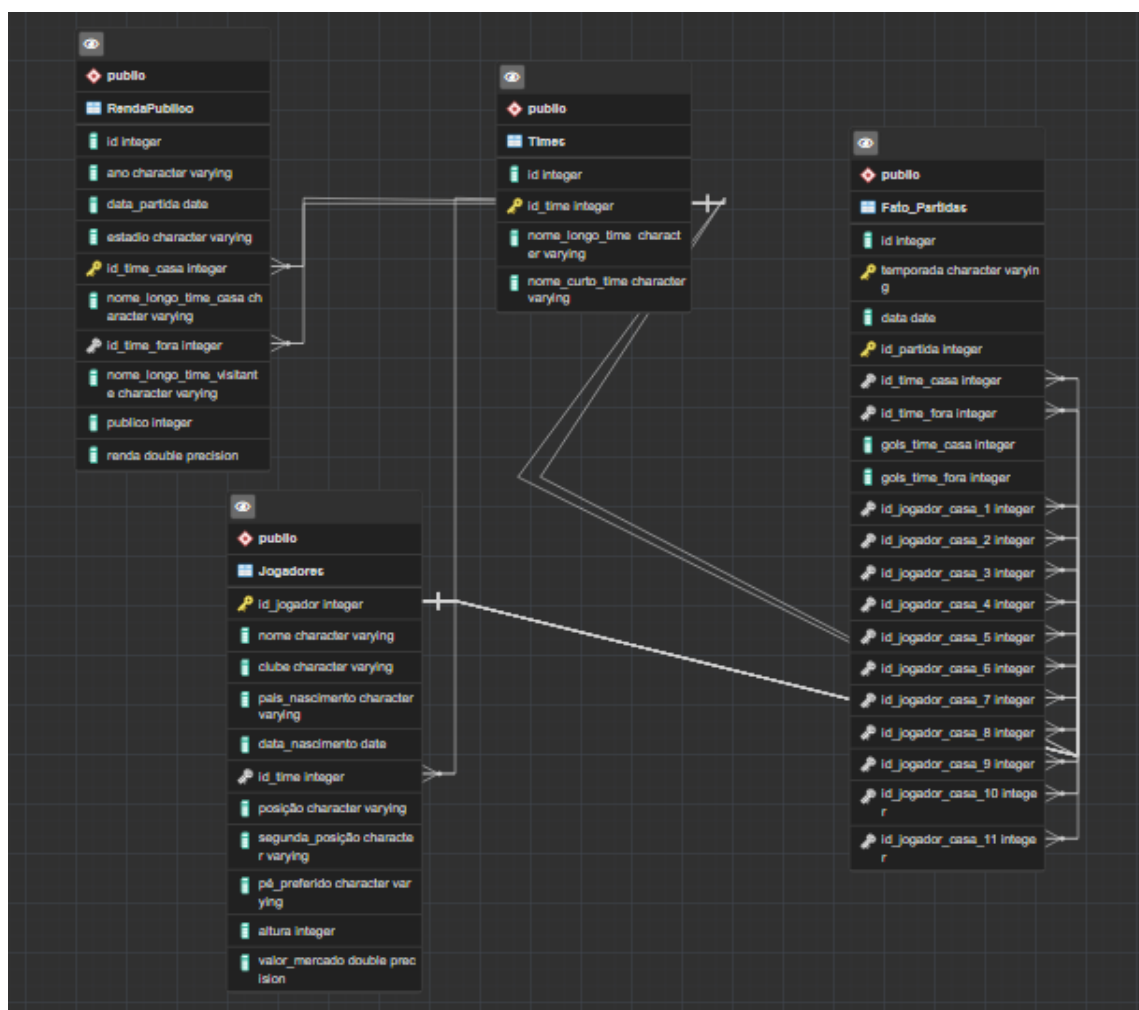 public
RendaPublico
id integer
ano character varying
data_partida date
estadio character varying
id_time_casa integer
nome_longo_time_casa ch
aracter varying
id_time_fora integer
nome_longo_time_visitant
e character varying
publico integer
renda double precision
public
Times
id integer
id_time integer
nome_longo_time charact
er varying
nome_curto_time character
varying
public
Fato_Partidas
id integer
temporada character varyin
g
data date
id_partida integer
id_time_casa integer
id_time_fora integer
gols_time_casa integer
gols_time_fora integer
id_jogador_casa_1 integer
id_jogador_casa_2 integer
id_jogador_casa_3 integer
id_jogador_casa_4 integer
id_jogador_casa_5 integer
id_jogador_casa_6 integer
id_jogador_casa_7 integer
id_jogador_casa_8 integer
id_jogador_casa_9 integer
id_jogador_casa_10 intege
r
id_jogador_casa_11 intege
r
public
Jogadores
id_jogador integer
nome character varying
clube character varying
pais_nascimento character
varying
data_nascimento date
id_time integer
posição character varying
segunda_posição characte
r varying
pé_preferido character var
ying
altura integer
valor_mercado double prec
ision